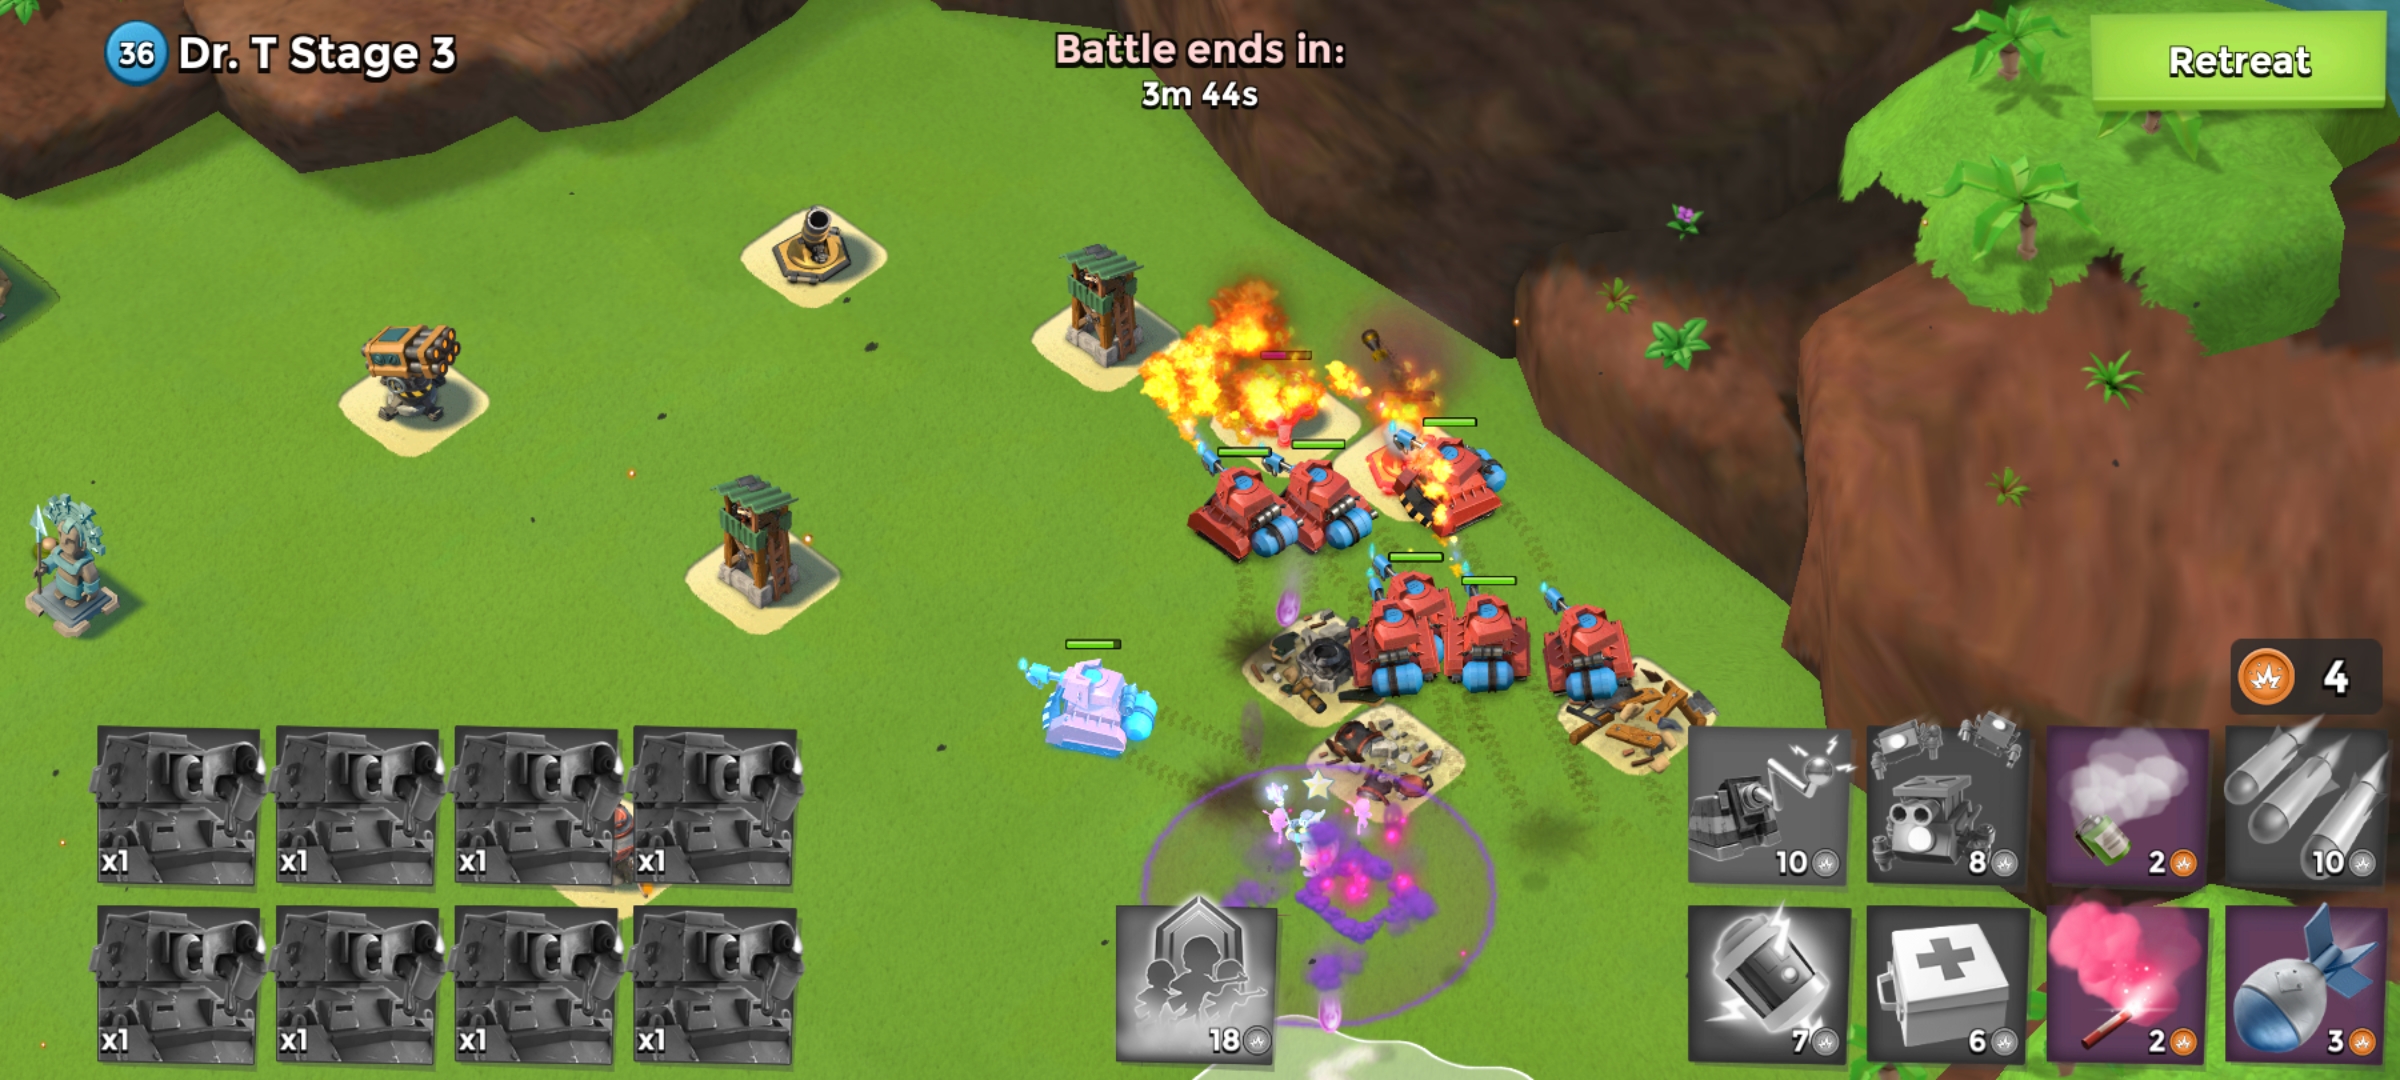 36 Dr. T Stage 3
Battle ends in:
3m 44s
Retreat
4
x1 x1 x1 x1
10 8 2 10
x1 x1 x1 x1
18
7 6 2 3